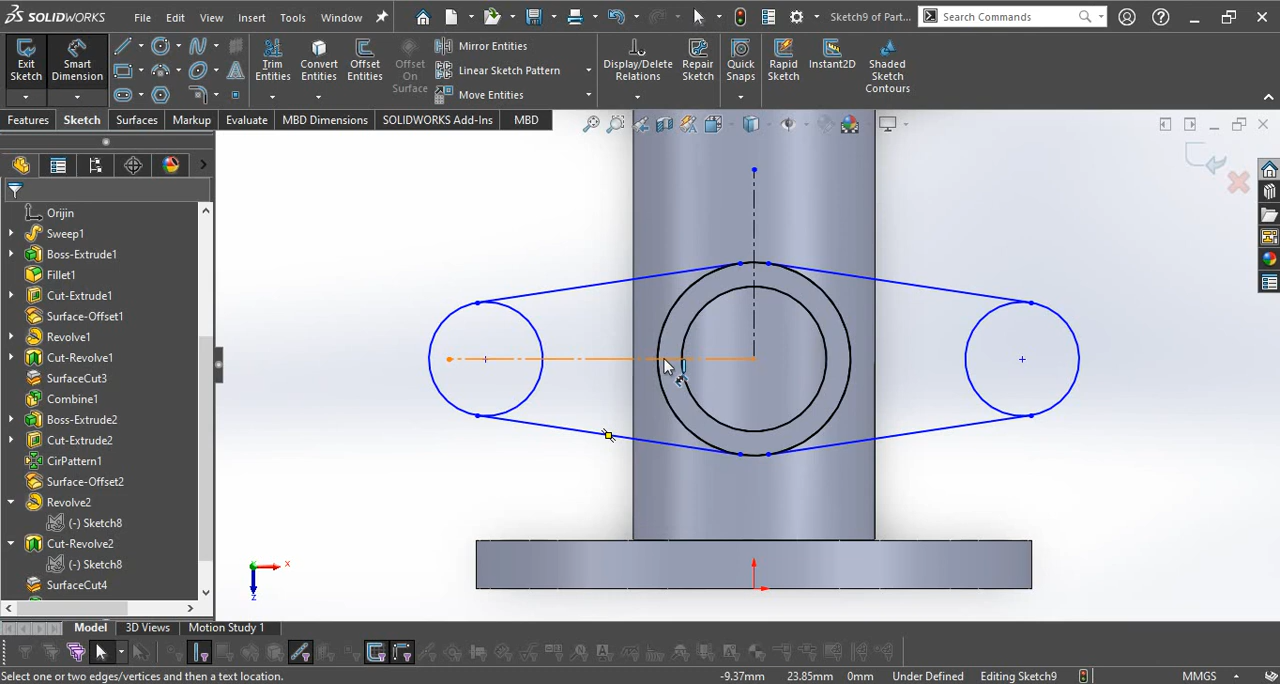 SOLIDWORKS File Edit View Insert Tools Window Sketch9 of Part... Search Commands
Exit Sketch
Smart Dimension
Trim Entities
Convert Entities
Offset Entities
Offset On Surface
Mirror Entities
Linear Sketch Pattern
Move Entities
Display/Delete Relations
Repair Sketch
Quick Snaps
Rapid Sketch
Instant2D
Shaded Sketch Contours
Features Sketch Surfaces Markup Evaluate MBD Dimensions SOLIDWORKS Add-Ins MBD
Orijin
Sweep1
Boss-Extrude1
Fillet1
Cut-Extrude1
Surface-Offset1
Revolve1
Cut-Revolve1
SurfaceCut3
Combine1
Boss-Extrude2
Cut-Extrude2
CirPattern1
Surface-Offset2
Revolve2
(-) Sketch8
Cut-Revolve2
(-) Sketch8
SurfaceCut4
x
z
Model 3D Views Motion Study 1
Select one or two edges/vertices and then a text location. -9.37mm 23.85mm 0mm Under Defined Editing Sketch9 MMGS